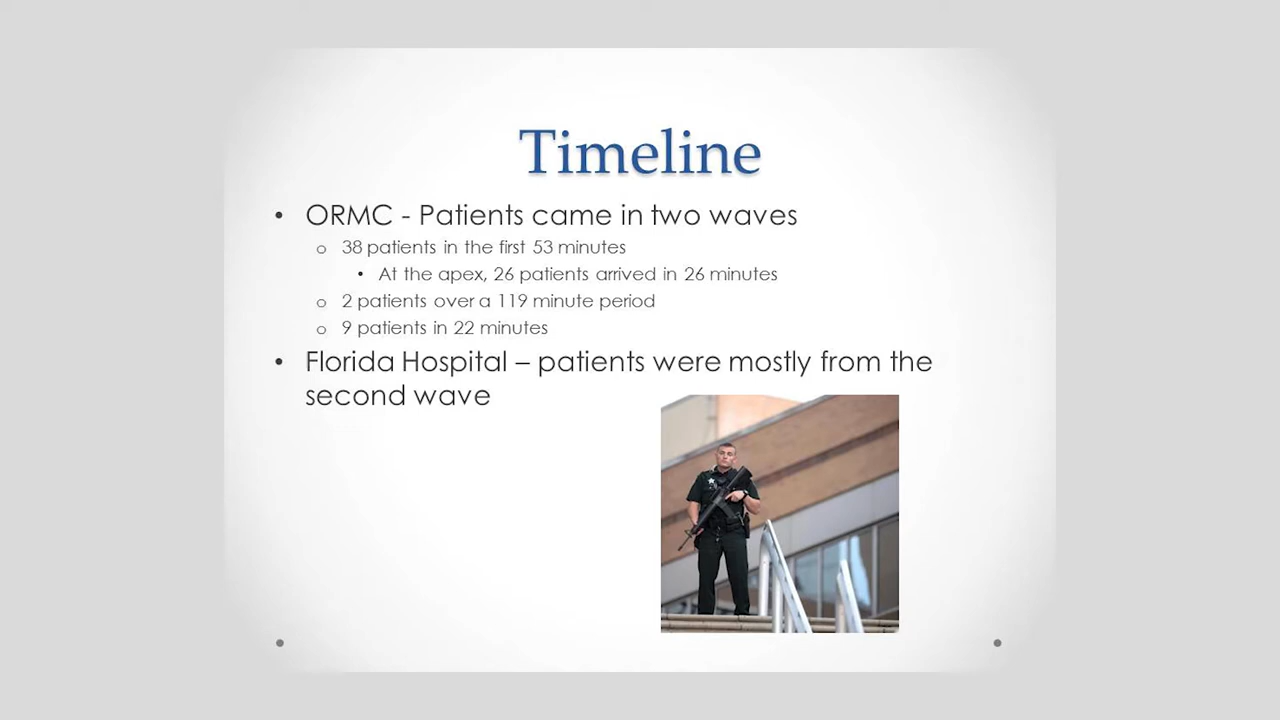 Timeline
• ORMC - Patients came in two waves
o 38 patients in the first 53 minutes
• At the apex, 26 patients arrived in 26 minutes
o 2 patients over a 119 minute period
o 9 patients in 22 minutes
• Florida Hospital – patients were mostly from the
second wave